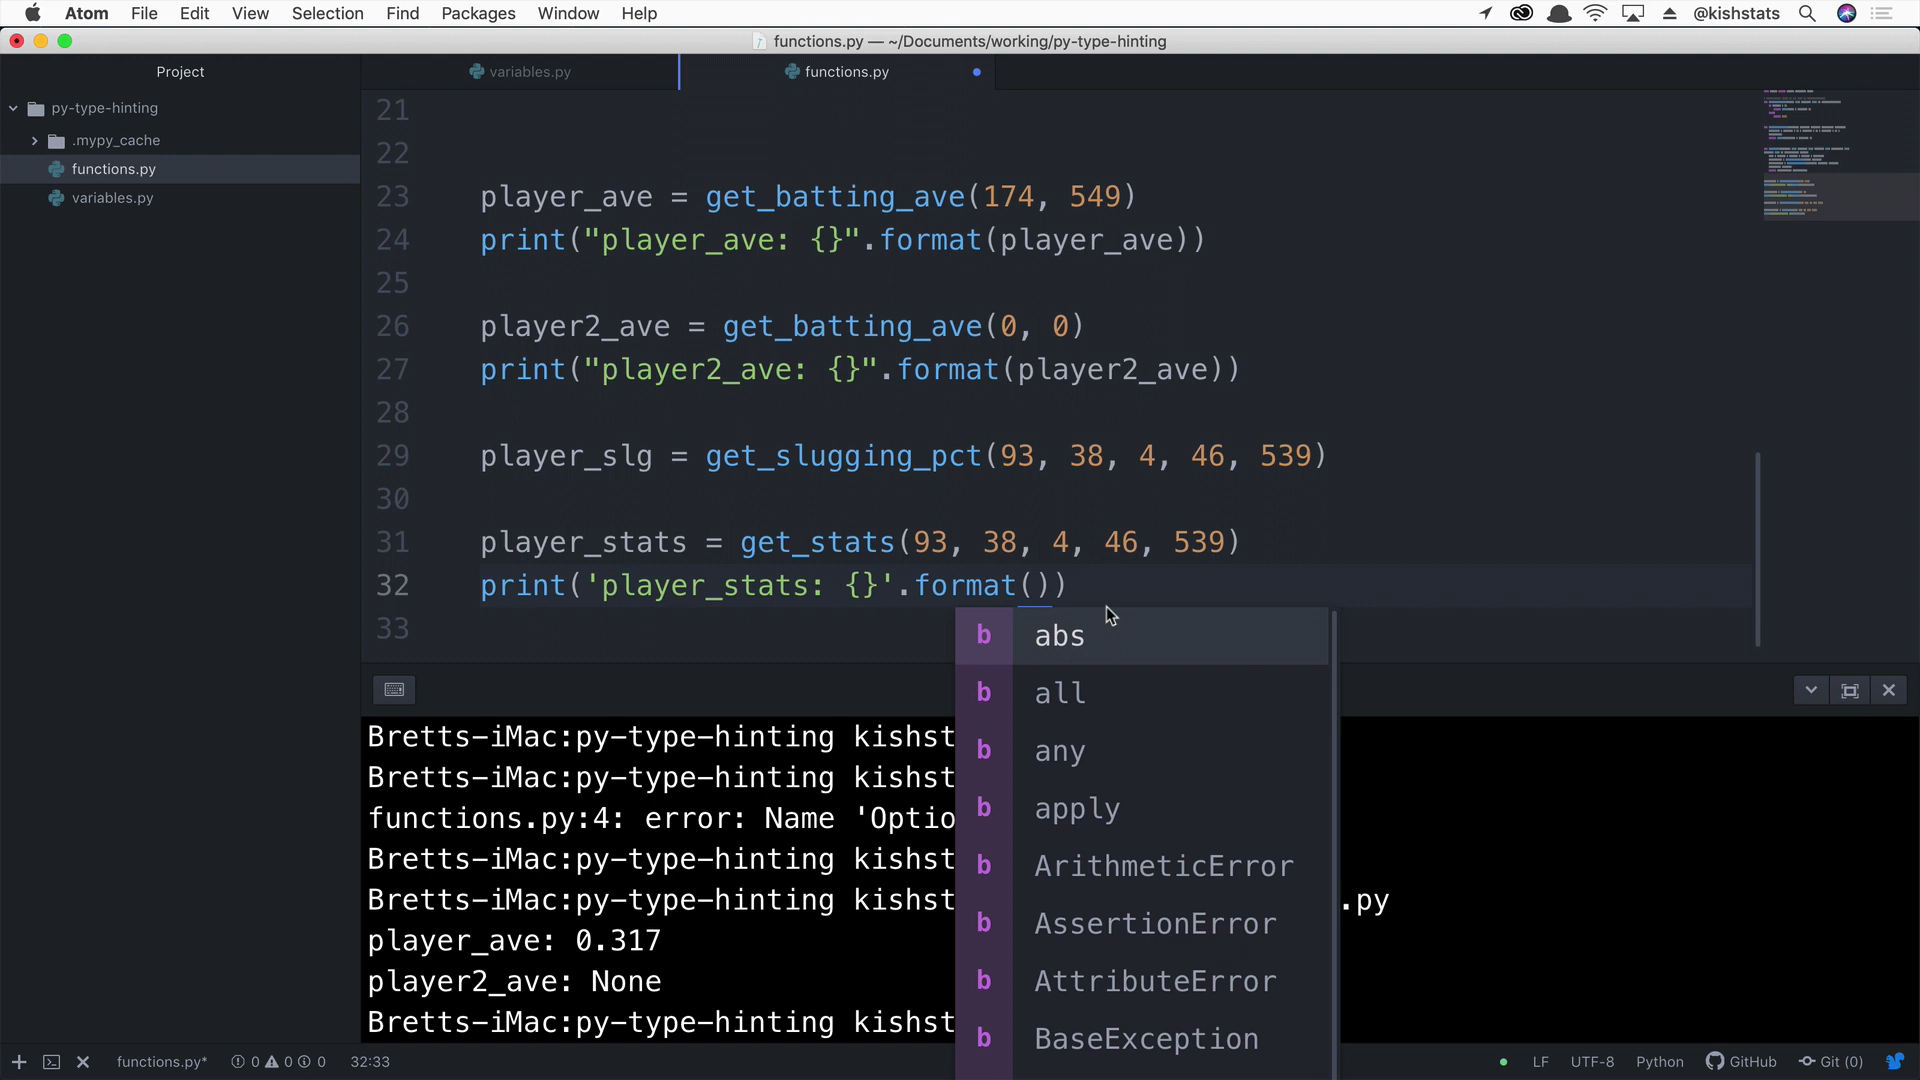 Atom File Edit View Selection Find Packages Window Help @kishstats
functions.py — ~/Documents/working/py-type-hinting
Project
variables.py
functions.py
py-type-hinting
.mypy_cache
functions.py
variables.py
21
22
23 player_ave = get_batting_ave(174, 549)
24 print("player_ave: {}".format(player_ave))
25
26 player2_ave = get_batting_ave(0, 0)
27 print("player2_ave: {}".format(player2_ave))
28
29 player_slg = get_slugging_pct(93, 38, 4, 46, 539)
30
31 player_stats = get_stats(93, 38, 4, 46, 539)
32 print('player_stats: {}'.format())
33
b abs
b all
b any
b apply
b ArithmeticError
b AssertionError
b AttributeError
b BaseException
Bretts-iMac:py-type-hinting kishst
Bretts-iMac:py-type-hinting kishst
functions.py:4: error: Name 'Optio
Bretts-iMac:py-type-hinting kishst
Bretts-iMac:py-type-hinting kishst .py
player_ave: 0.317
player2_ave: None
Bretts-iMac:py-type-hinting kishst
functions.py* 0 0 0 32:33 LF UTF-8 Python GitHub Git (0)